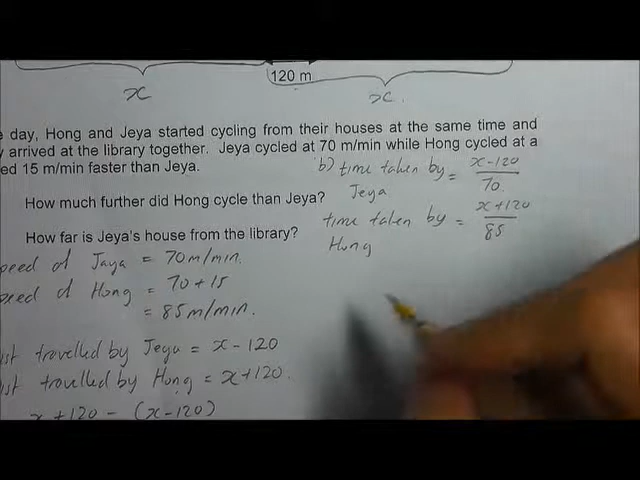 120 m
x
x
e day, Hong and Jeya started cycling from their houses at the same time and
y arrived at the library together. Jeya cycled at 70 m/min while Hong cycled at a
ed 15 m/min faster than Jeya.
b) time taken by Jeya = x-120 / 70.
How much further did Hong cycle than Jeya?
time taken by Hong = x+120 / 85
How far is Jeya's house from the library?
peed of Jaya = 70m/min.
peed of Hong = 70+15
= 85m/min.
ist travelled by Jeya = x-120
ist travelled by Hong = x+120.
x+120 - (x-120)